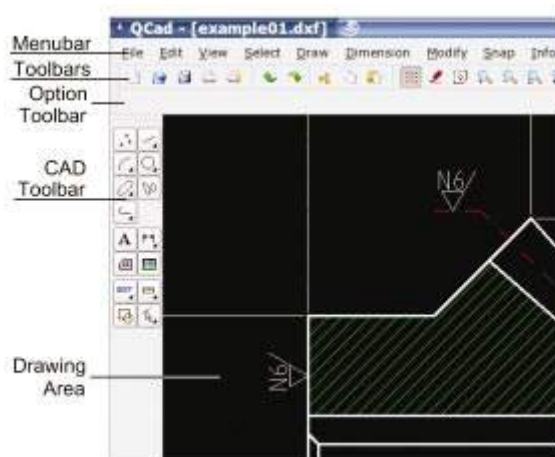 QCad - [example01.dxf]
Menubar
File Edit View Select Draw Dimension Modify Snap Info
Toolbars
Option
Toolbar
CAD
Toolbar
A
N6/
N6/
Drawing
Area